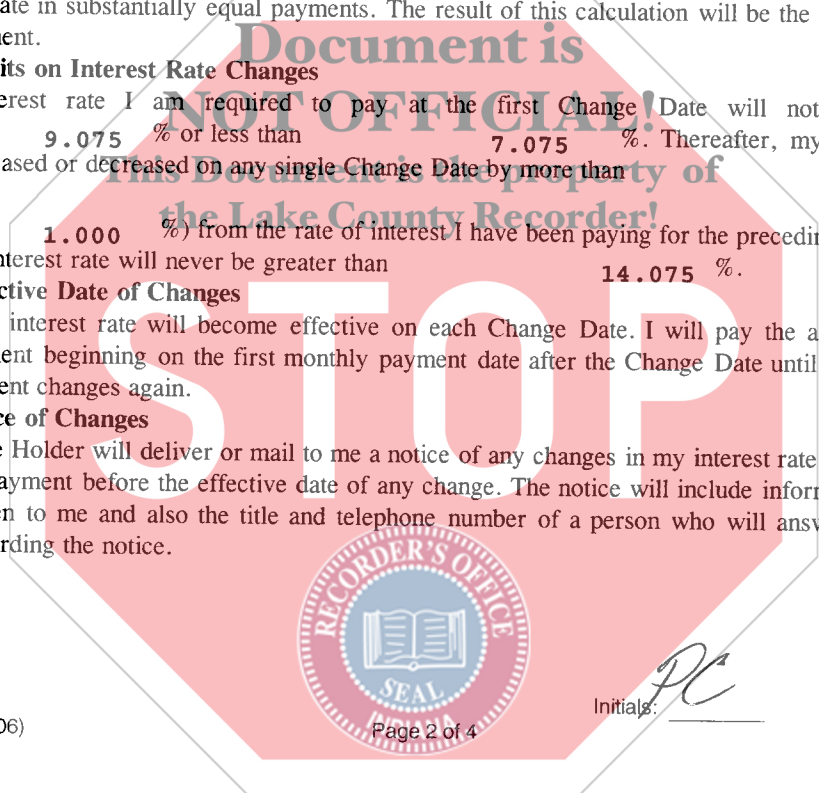 ate in substantially equal payments. The result of this calculation will be the
ent.
its on Interest Rate Changes
erest rate I am required to pay at the first Change Date will not
9.075 % or less than 7.075 %. Thereafter, my
ased or decreased on any single Change Date by more than
1.000 %) from the rate of interest I have been paying for the precedin
nterest rate will never be greater than 14.075 %.
ctive Date of Changes
interest rate will become effective on each Change Date. I will pay the a
ent beginning on the first monthly payment date after the Change Date until
ent changes again.
ce of Changes
e Holder will deliver or mail to me a notice of any changes in my interest rate
ayment before the effective date of any change. The notice will include infor
en to me and also the title and telephone number of a person who will answ
rding the notice.
Document is
NOT OFFICIAL!
This Document is the property of
the Lake County Recorder!
STOP
RECORDER'S OFFICE
SEAL
INDIANA
Initials: PC
06)
Page 2 of 4